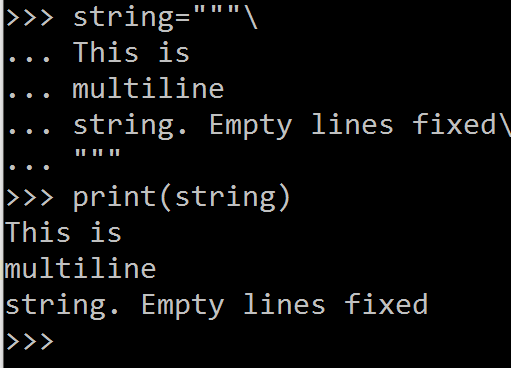 >>> string="""\
... This is
... multiline
... string. Empty lines fixed\
... """
>>> print(string)
This is
multiline
string. Empty lines fixed
>>>